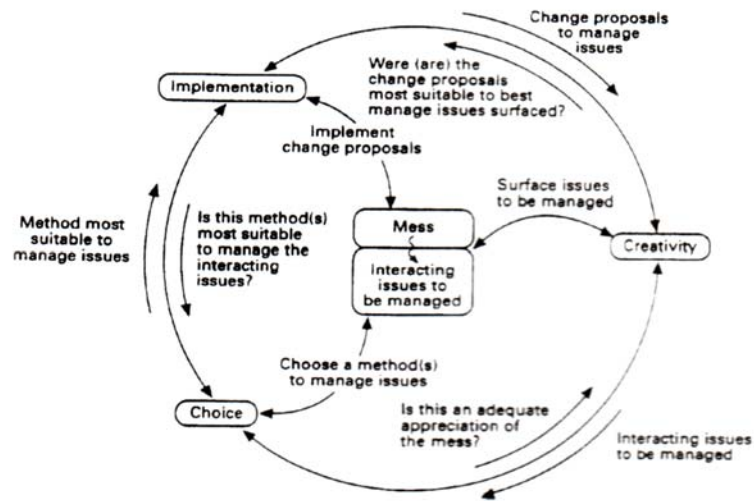 Change proposals
to manage
issues
Were (are) the
change proposals
most suitable to best
manage issues surfaced?
Implementation
Implement
change proposals
Surface issues
to be managed
Method most
suitable to
manage issues
Is this method(s)
most suitable
to manage the
interacting
issues?
Mess
Creativity
Interacting
issues to
be managed
Choose a method(s)
to manage issues
Choice
Is this an adequate
appreciation of
the mess?
Interacting issues
to be managed